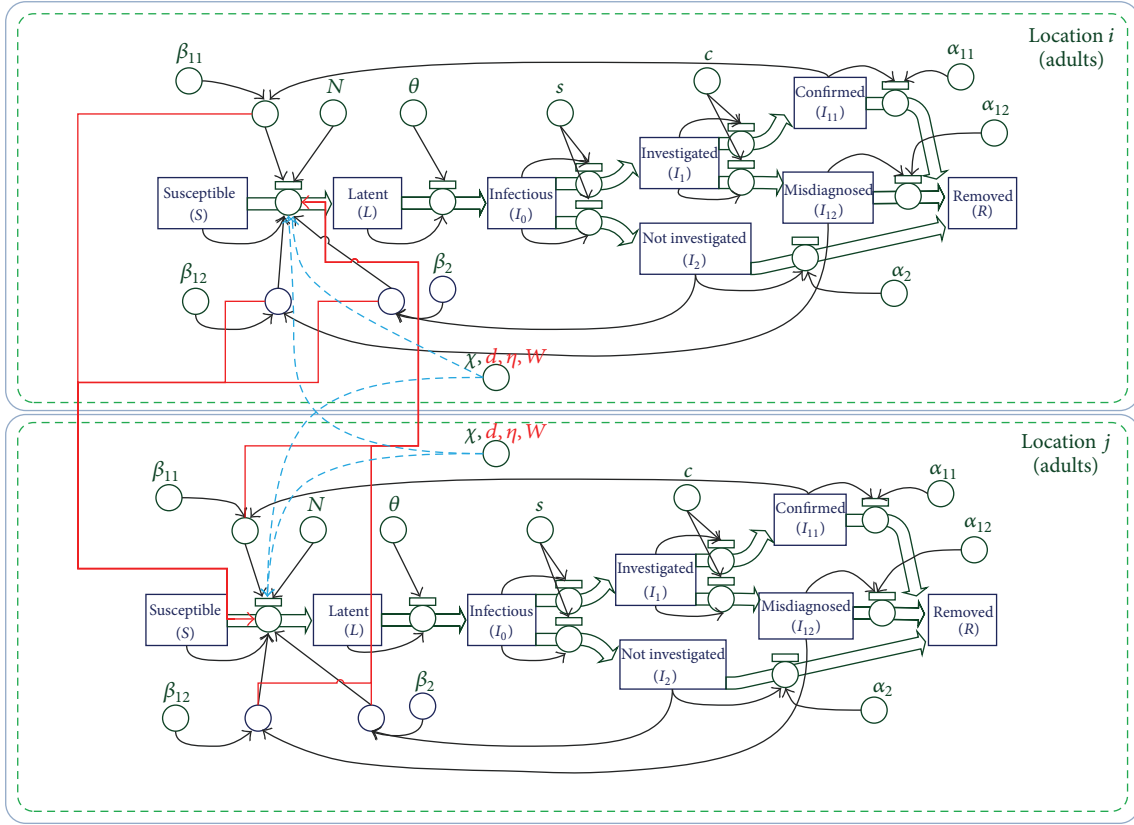 Location i
(adults)
β11
N
θ
s
c
α11
α12
Confirmed
(I11)
Investigated
(I1)
Susceptible
(S)
Latent
(L)
Infectious
(I0)
Misdiagnosed
(I12)
Removed
(R)
Not investigated
(I2)
β12
β2
α2
χ, d, η, W
Location j
(adults)
χ, d, η, W
β11
N
θ
s
c
α11
α12
Confirmed
(I11)
Investigated
(I1)
Susceptible
(S)
Latent
(L)
Infectious
(I0)
Misdiagnosed
(I12)
Removed
(R)
Not investigated
(I2)
β12
β2
α2